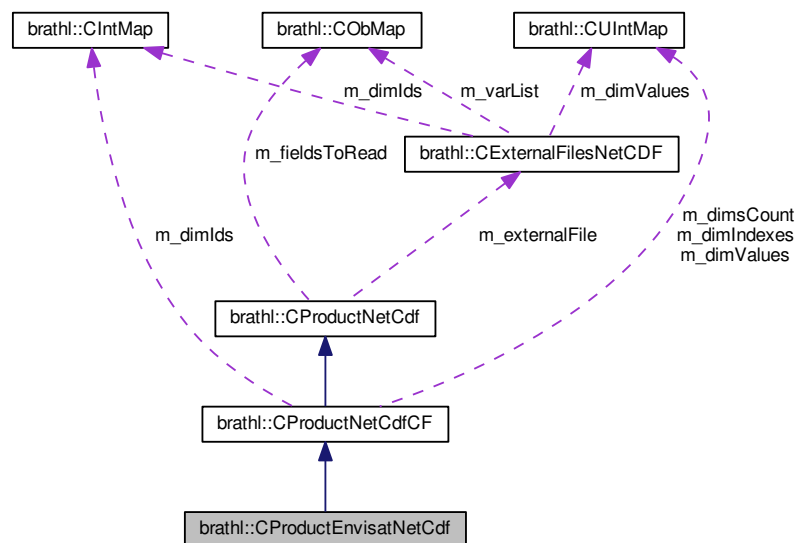 brathl::CIntMap
brathl::CObMap
brathl::CUIntMap
m_dimIds
m_varList
m_dimValues
m_fieldsToRead
brathl::CExternalFilesNetCDF
m_dimIds
m_externalFile
m_dimsCount
m_dimIndexes
m_dimValues
brathl::CProductNetCdf
brathl::CProductNetCdfCF
brathl::CProductEnvisatNetCdf